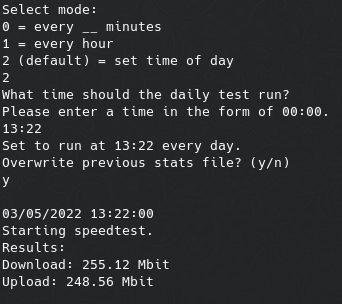 Select mode:
0 = every __ minutes
1 = every hour
2 (default) = set time of day
2
What time should the daily test run?
Please enter a time in the form of 00:00.
13:22
Set to run at 13:22 every day.
Overwrite previous stats file? (y/n)
y
03/05/2022 13:22:00
Starting speedtest.
Results:
Download: 255.12 Mbit
Upload: 248.56 Mbit